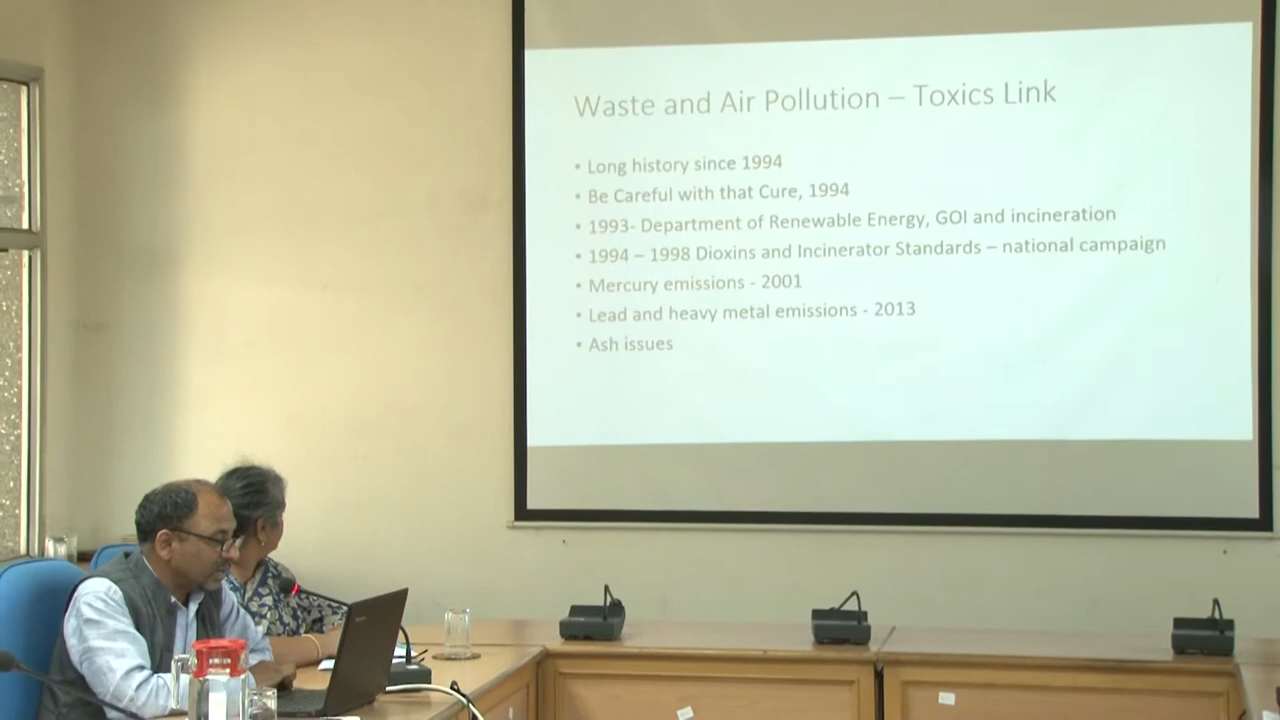 Waste and Air Pollution – Toxics Link
• Long history since 1994
• Be Careful with that Cure, 1994
• 1993- Department of Renewable Energy, GOI and incineration
• 1994 – 1998 Dioxins and Incinerator Standards – national campaign
• Mercury emissions - 2001
• Lead and heavy metal emissions - 2013
• Ash issues